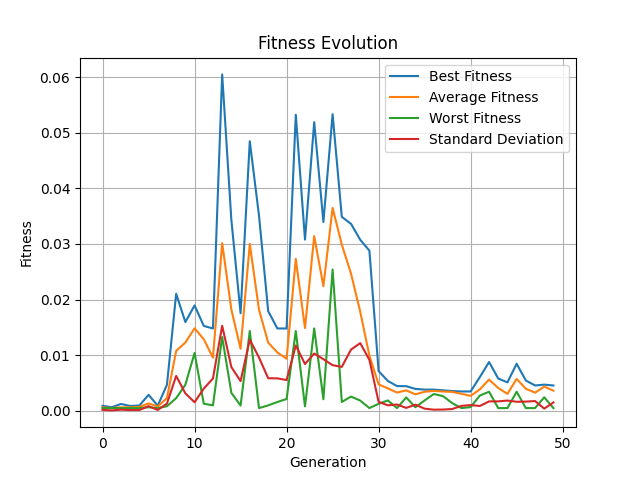 Fitness Evolution
Best Fitness
Average Fitness
Worst Fitness
Standard Deviation
0.06
0.05
0.04
0.03
0.02
0.01
0.00
Fitness
0
10
20
30
40
50
Generation